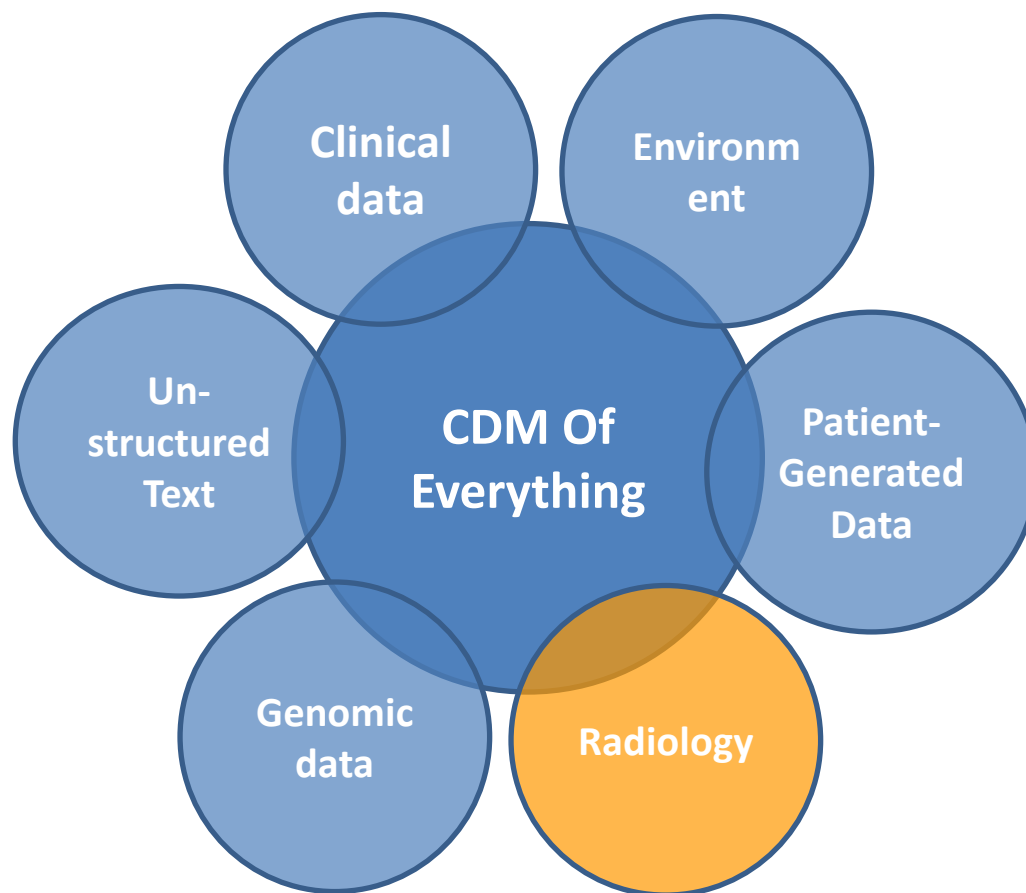 Clinical
data
Environm
ent
Un-
structured
Text
CDM Of
Everything
Patient-
Generated
Data
Genomic
data
Radiology